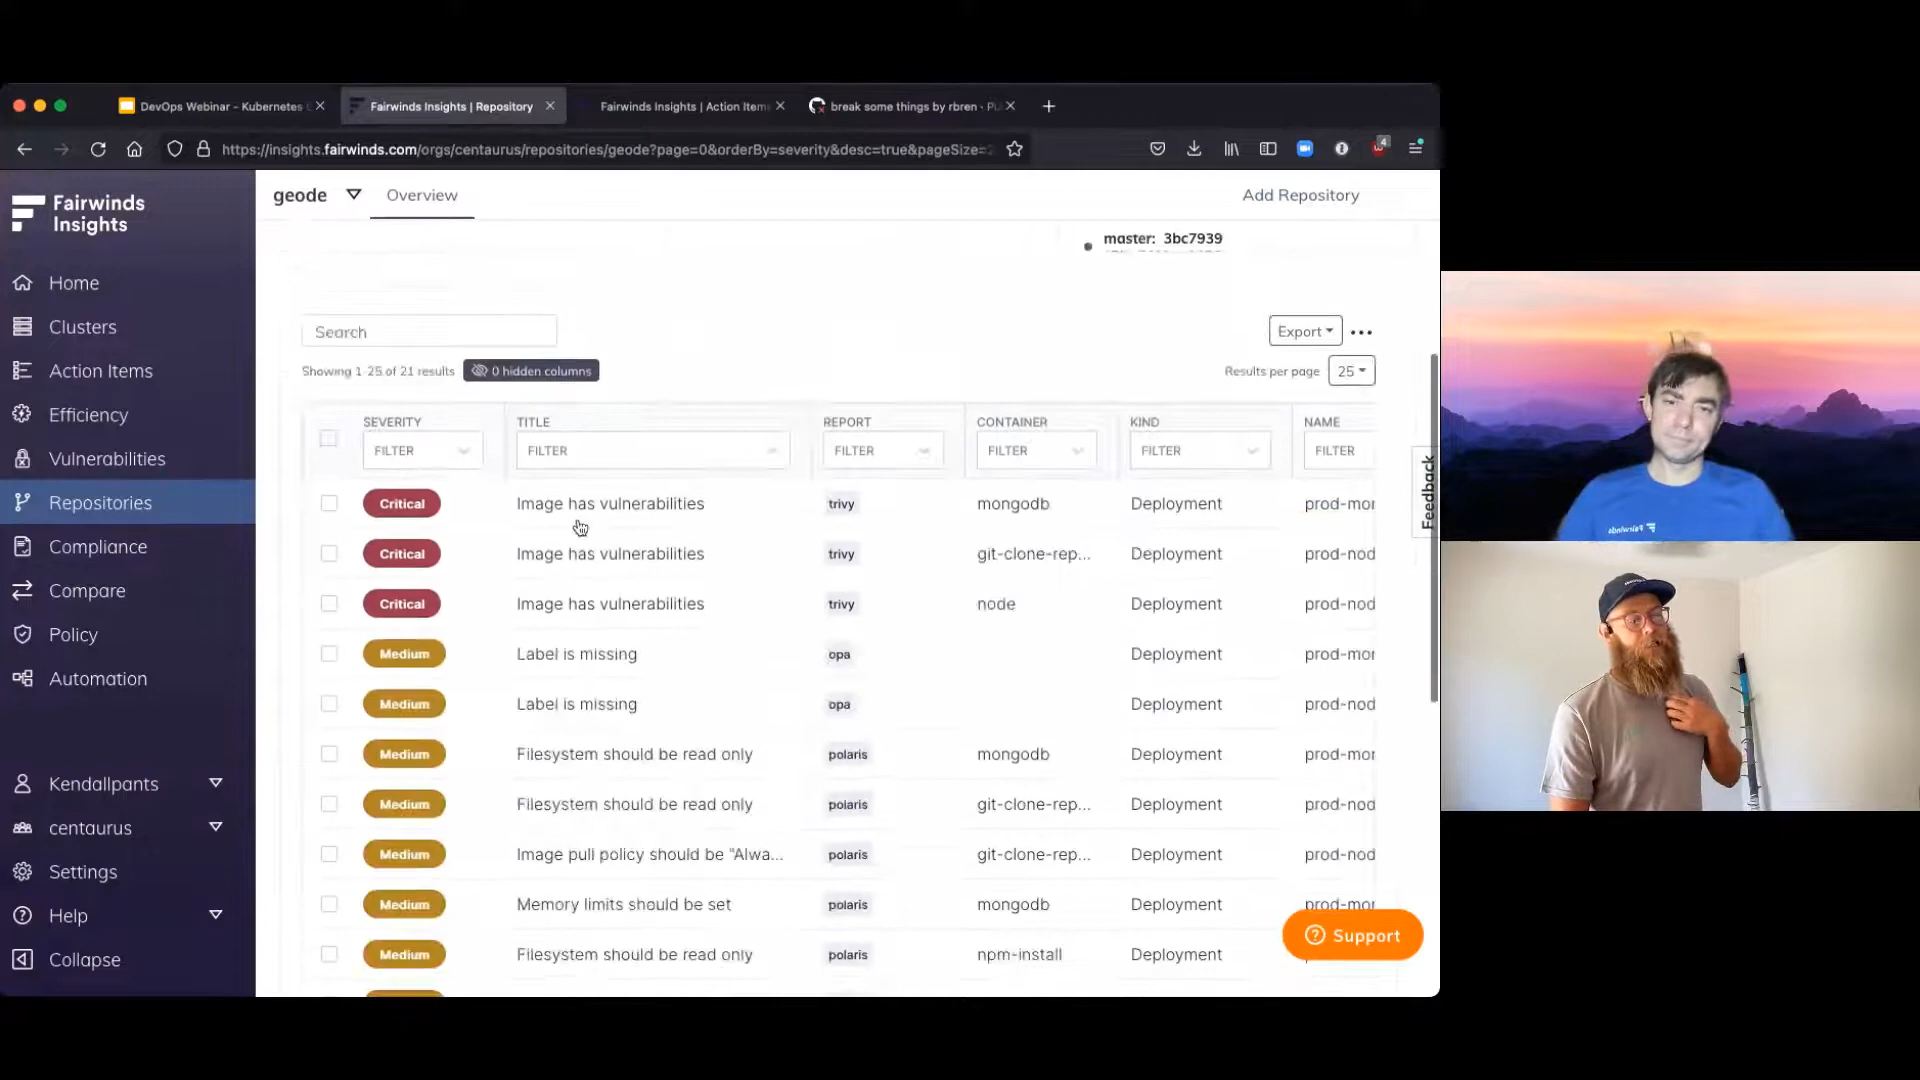 DevOps Webinar - Kubernetes
Fairwinds Insights | Repository
Fairwinds Insights | Action Item
break some things by rbren - Pu
https://insights.fairwinds.com/orgs/centaurus/repositories/geode?page=0&orderBy=severity&desc=true&pageSize=2
4
Fairwinds
Insights
Home
Clusters
Action Items
Efficiency
Vulnerabilities
Repositories
Compliance
Compare
Policy
Automation
Kendallpants
centaurus
Settings
Help
Collapse
geode
Overview
Add Repository
master: 3bc7939
Search
Export
Showing 1-25 of 21 results
0 hidden columns
Results per page
25
SEVERITY TITLE REPORT CONTAINER KIND NAME
FILTER FILTER FILTER FILTER FILTER FILTER
Critical Image has vulnerabilities trivy mongodb Deployment prod-mor
Critical Image has vulnerabilities trivy git-clone-rep... Deployment prod-nod
Critical Image has vulnerabilities trivy node Deployment prod-nod
Medium Label is missing opa Deployment prod-mor
Medium Label is missing opa Deployment prod-nod
Medium Filesystem should be read only polaris mongodb Deployment prod-mor
Medium Filesystem should be read only polaris git-clone-rep... Deployment prod-nod
Medium Image pull policy should be "Alwa... polaris git-clone-rep... Deployment prod-nod
Medium Memory limits should be set polaris mongodb Deployment prod-mor
Medium Filesystem should be read only polaris npm-install Deployment
Feedback
Support
Fairwinds